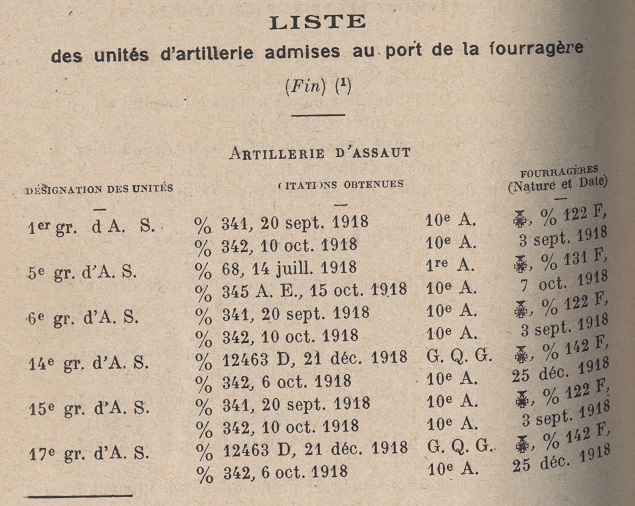 LISTE
des unités d'artillerie admises au port de la fourragère
(Fin) (1)
ARTILLERIE D'ASSAUT
DÉSIGNATION DES UNITÉS CITATIONS OBTENUES FOURRAGÈRES (Nature et Date)
1er gr. d A. S. % 341, 20 sept. 1918 10e A. % 122 F,
% 342, 10 oct. 1918 10e A. 3 sept. 1918
5e gr. d'A. S. % 68, 14 juill. 1918 1re A. % 131 F,
% 345 A. E., 15 oct. 1918 10e A. 7 oct. 1918
6e gr. d'A. S. % 341, 20 sept. 1918 10e A. % 122 F,
% 342, 10 oct. 1918 10e A. 3 sept. 1918
14e gr. d'A. S. % 12463 D, 21 déc. 1918 G. Q. G. % 142 F,
% 342, 6 oct. 1918 10e A. 25 déc. 1918
15e gr. d'A. S. % 341, 20 sept. 1918 10e A. % 122 F,
% 342, 10 oct. 1918 10e A. 3 sept. 1918
17e gr. d'A. S. % 12463 D, 21 déc. 1918 G. Q. G. % 142 F,
% 342, 6 oct. 1918 10e A. 25 déc. 1918